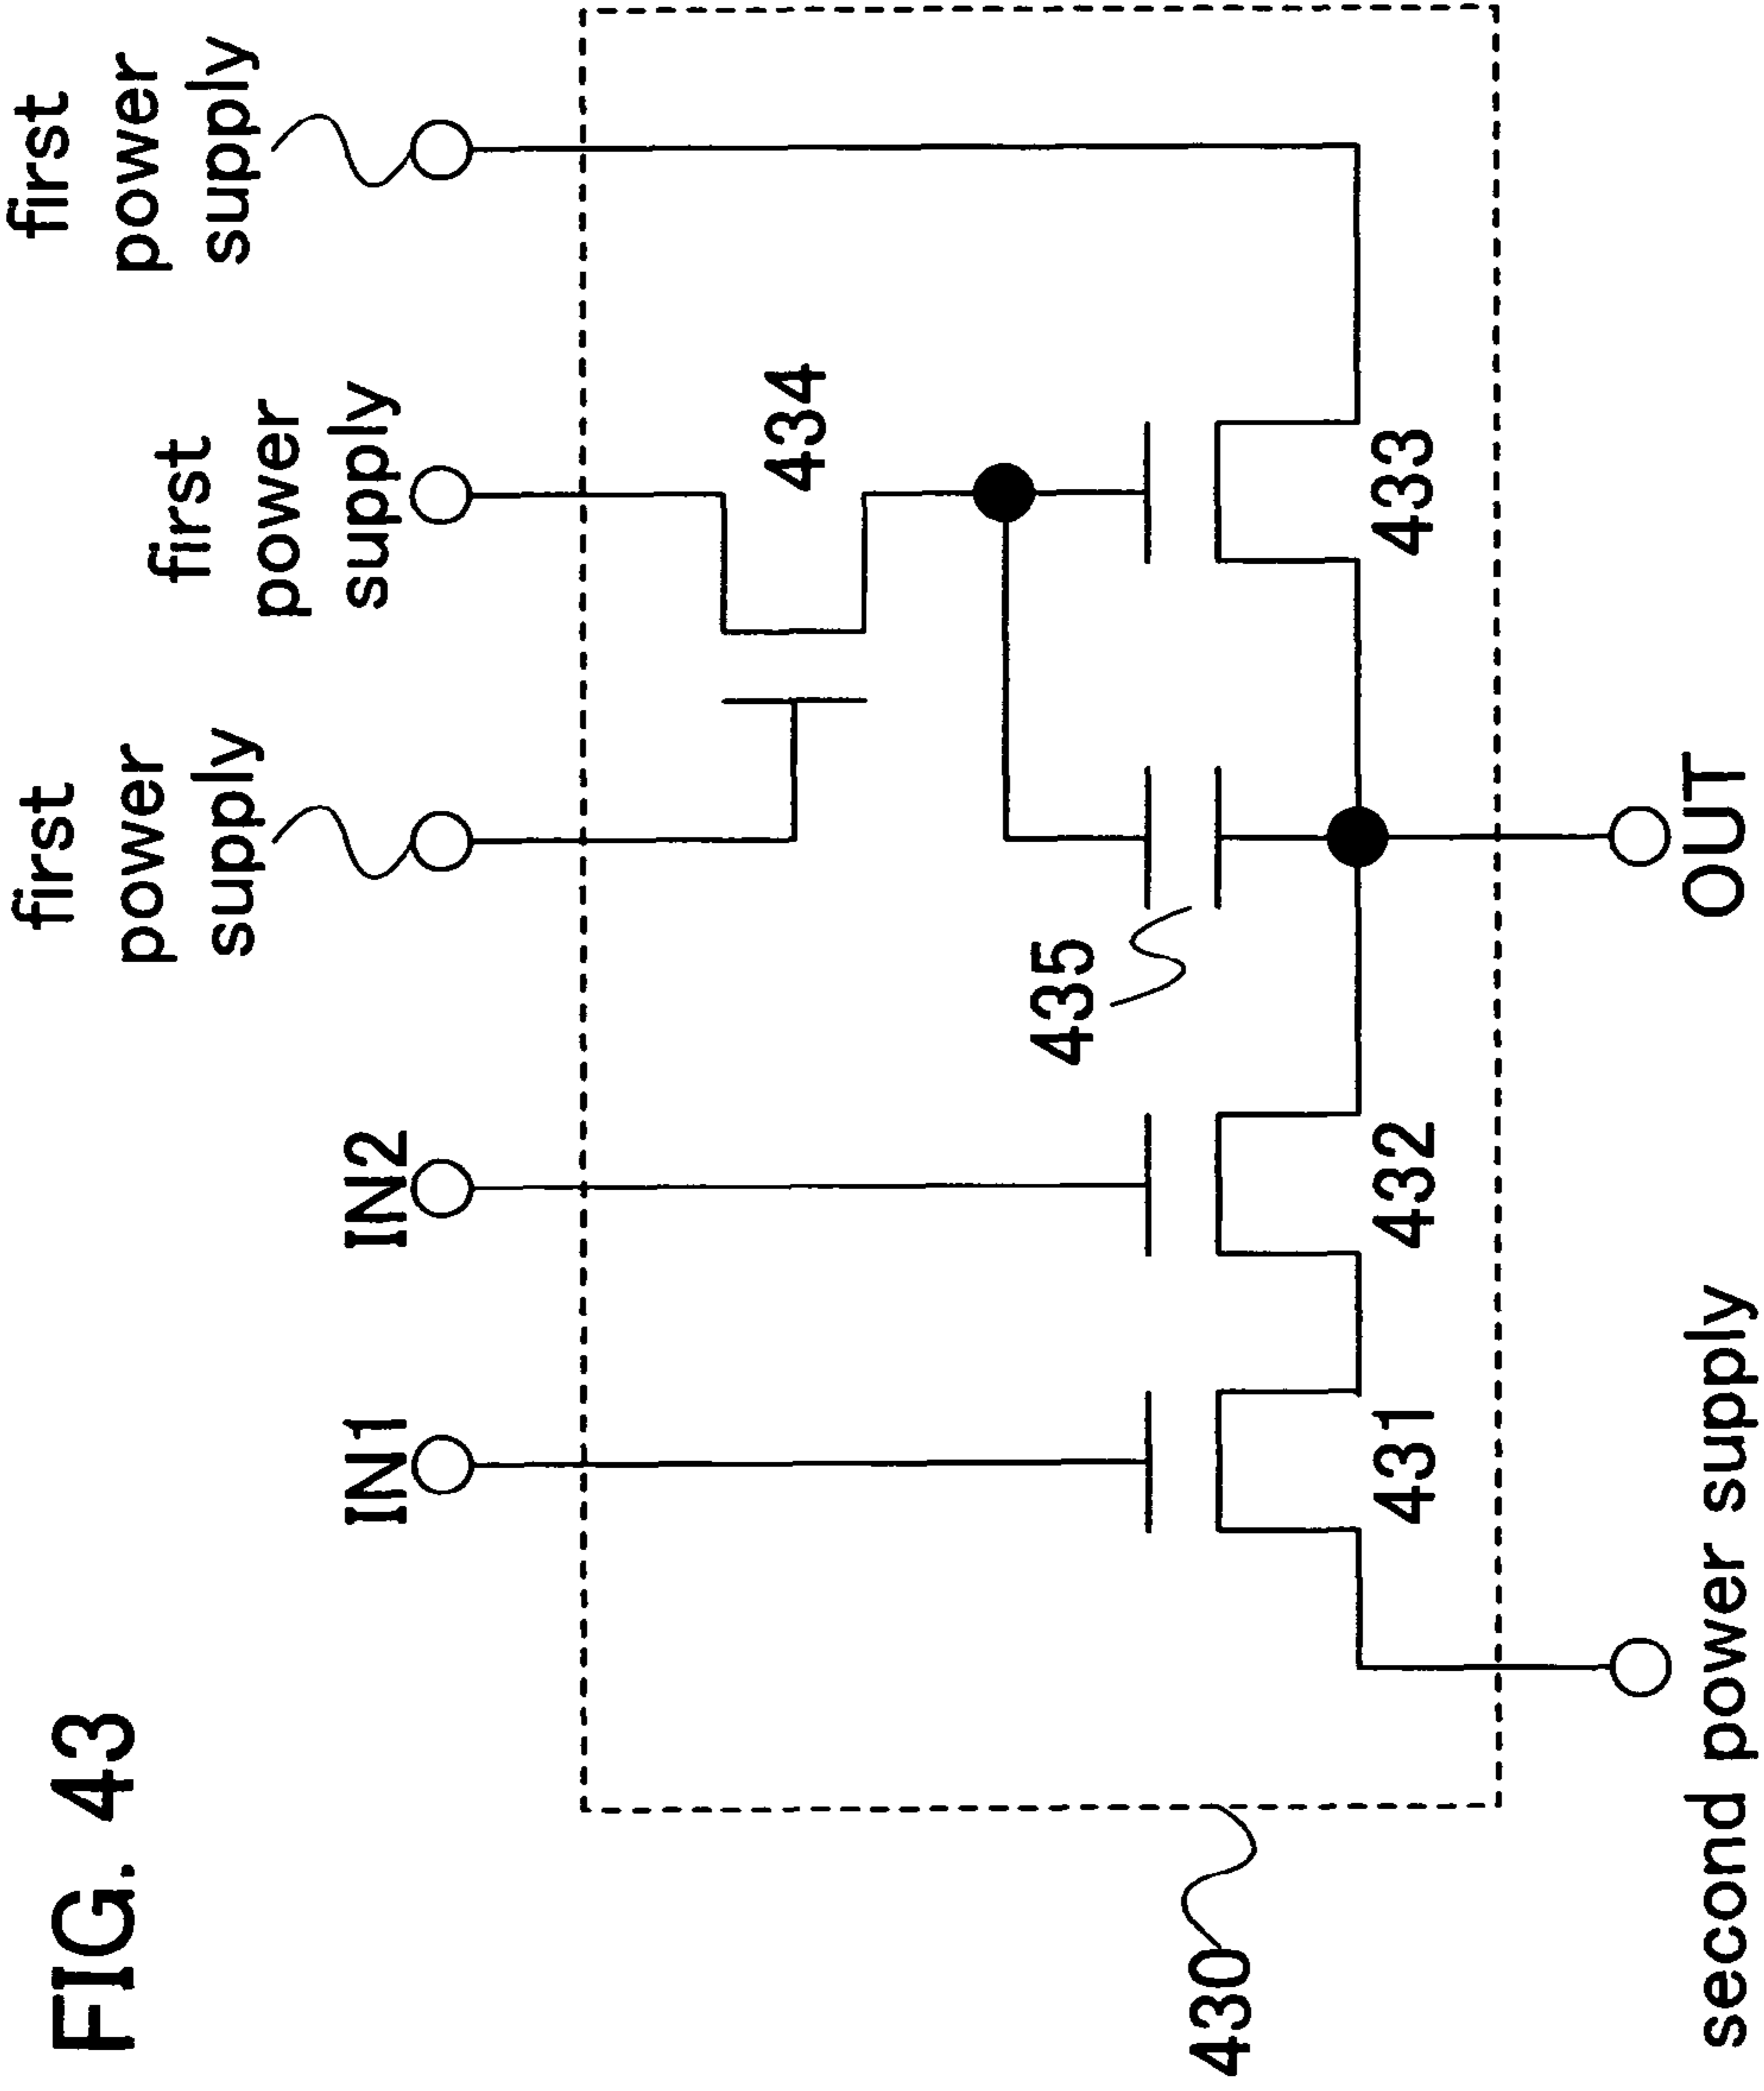 FIG. 43
first
power
supply
first
power
supply
first
power
supply
IN1
IN2
434
435
430
431
432
433
second power supply
OUT